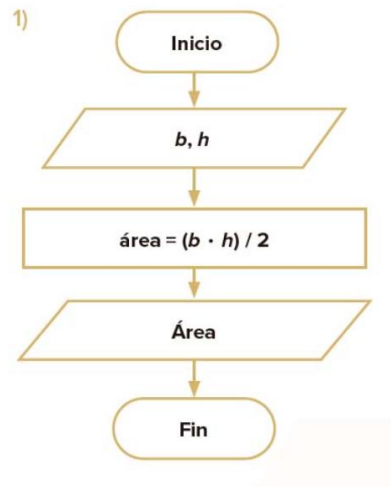 1)
Inicio
b, h
área = (b · h) / 2
Área
Fin